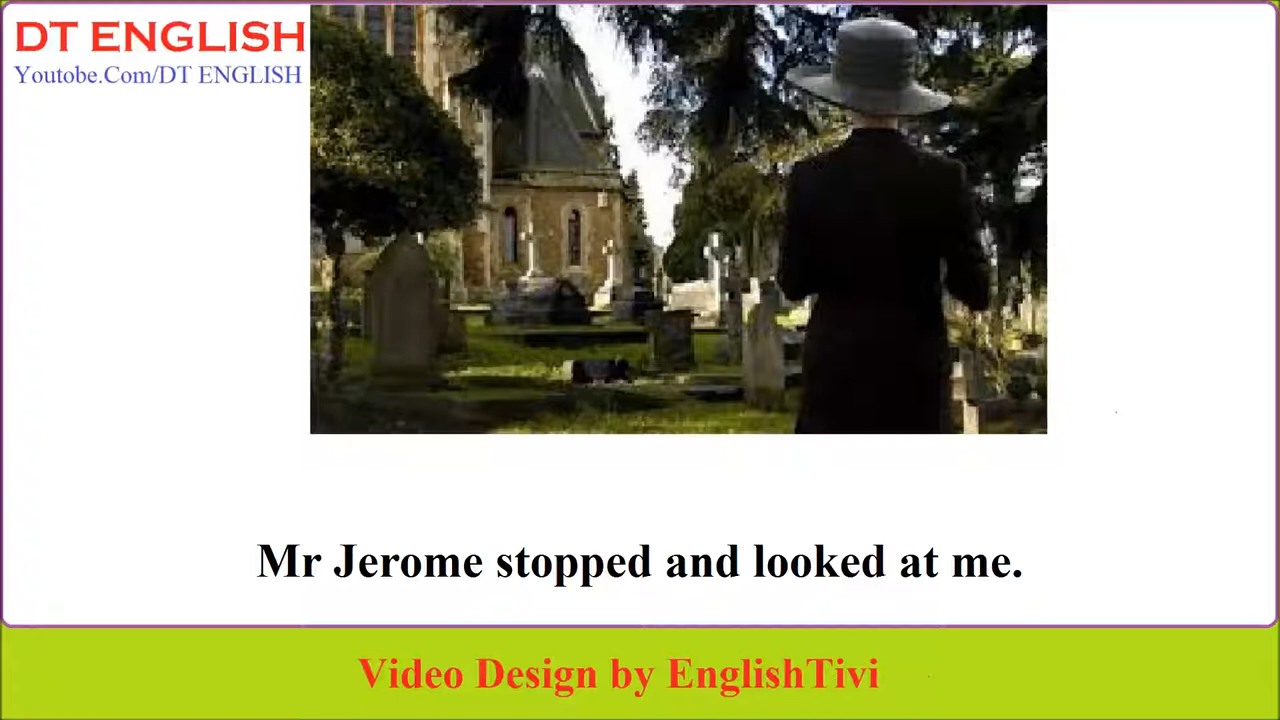 DT ENGLISH
Youtobe.Com/DT ENGLISH
Mr Jerome stopped and looked at me.
Video Design by EnglishTivi